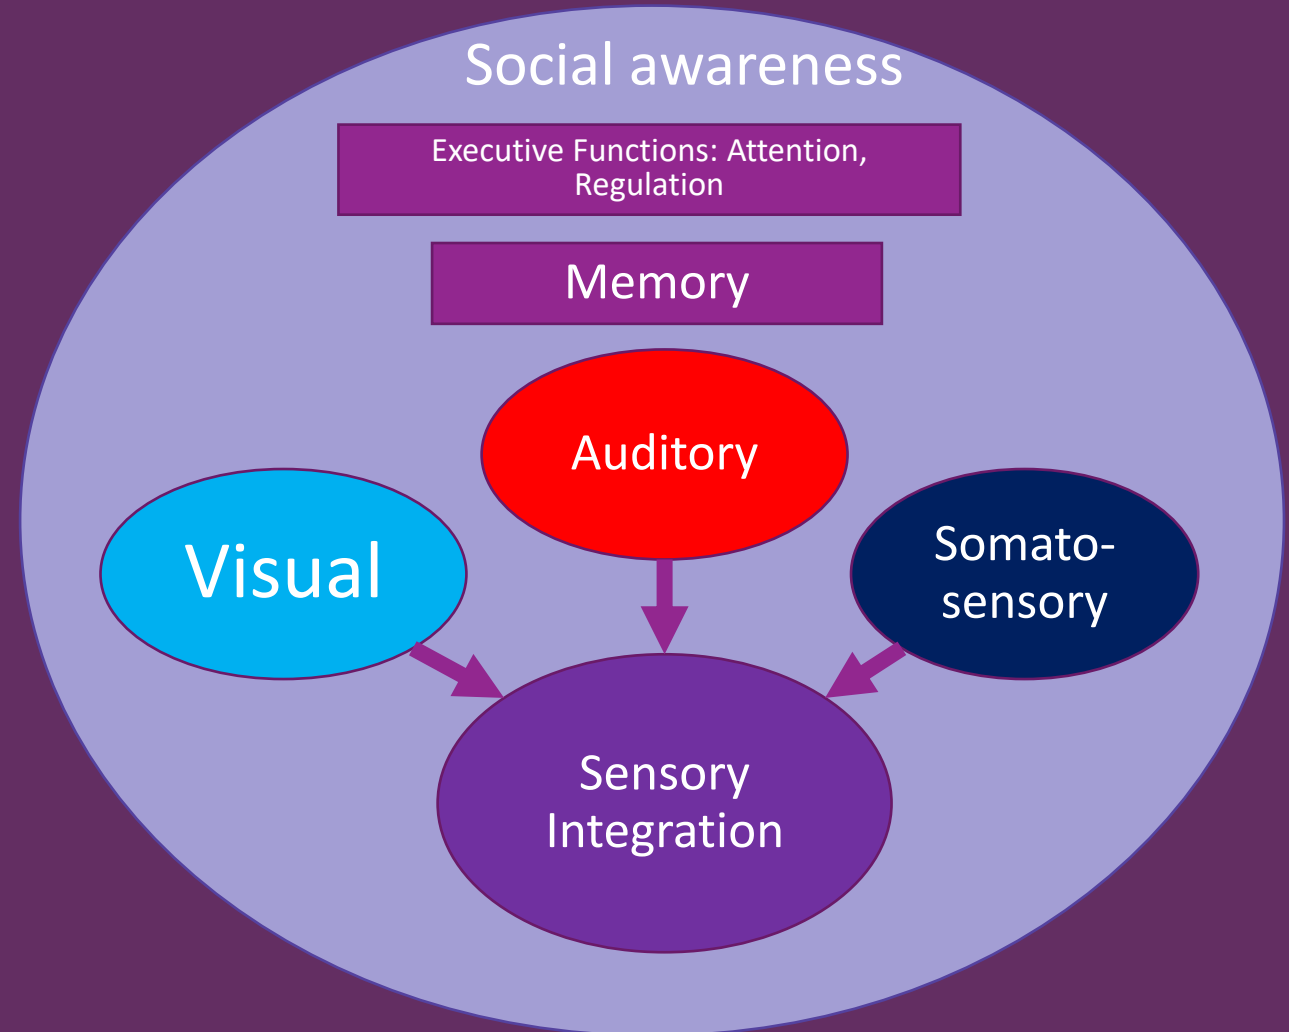 Social awareness
Executive Functions: Attention,
Regulation
Memory
Auditory
Visual
Somato-
sensory
Sensory
Integration